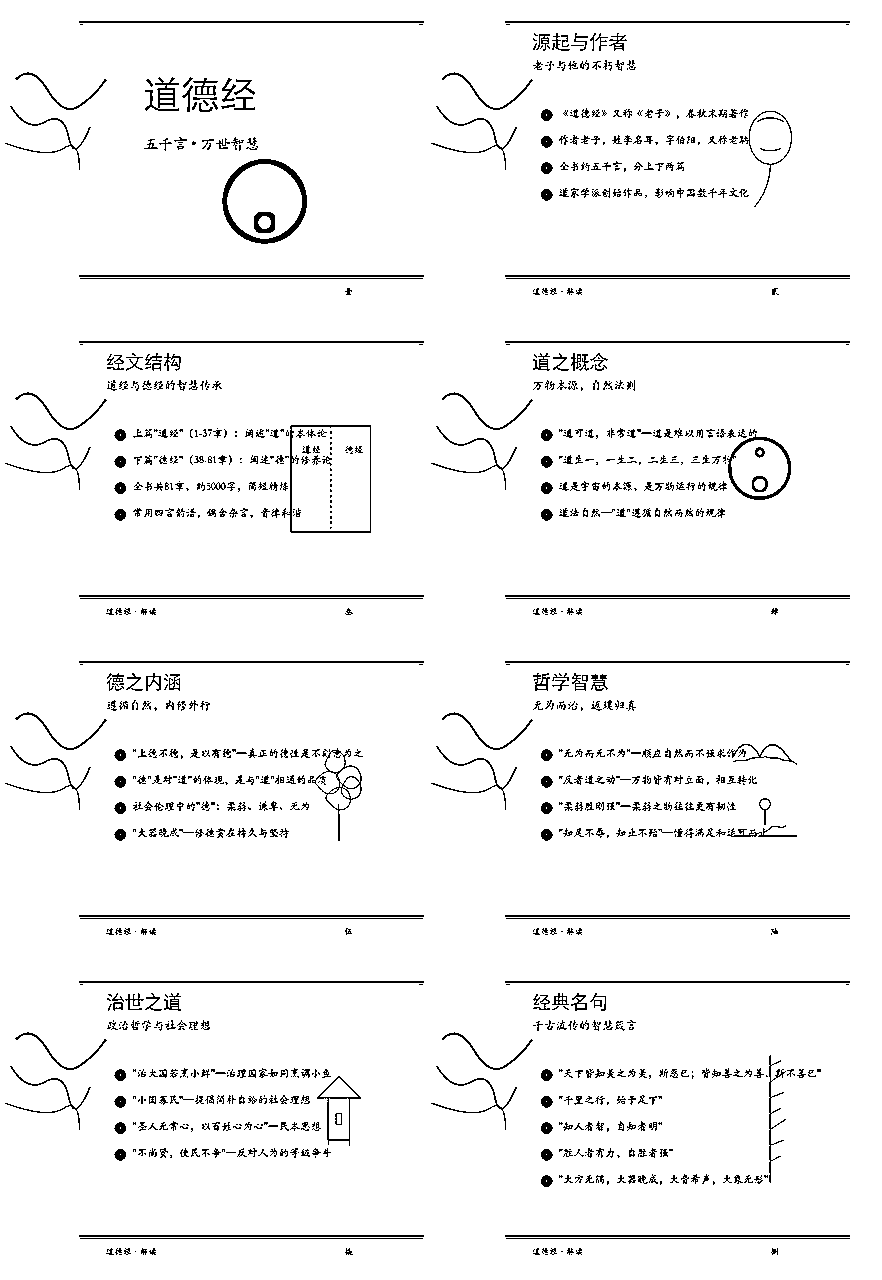 道德经
五千言·万世智慧
壹
源起与作者
老子与他的不朽智慧
《道德经》又称《老子》，春秋末期著作
作者老子，姓李名耳，字伯阳，又称老聃
全书约五千言，分上下两篇
道家学派创始作品，影响中国数千年文化
道德经·解读
贰
经文结构
道经与德经的智慧传承
上篇"道经"（1-37章）：阐述"道"的本体论
下篇"德经"（38-81章）：阐述"德"的修养论
全书共81章、约5000字，简短精炼
常用四言韵语，偶含杂言，音律和谐
道经
德经
道德经·解读
叁
道之概念
万物本源，自然法则
"道可道，非常道"—道是难以用言语表达的
"道生一，一生二，二生三，三生万物"
道是宇宙的本源、是万物运行的规律
道法自然—"道"遵循自然而然的规律
道德经·解读
肆
德之内涵
遵循自然，内修外行
"上德不德，是以有德"—真正的德性是不刻意为之
"德"是对"道"的体现，是与"道"相通的品质
社会伦理中的"德"：柔弱、谦卑、无为
"大器晚成"—修德贵在持久与坚持
道德经·解读
伍
哲学智慧
无为而治，返璞归真
"无为而无不为"—顺应自然而不强求作为
"反者道之动"—万物皆有对立面，相互转化
"柔弱胜刚强"—柔弱之物往往更有韧性
"知足不辱，知止不殆"—懂得满足和适可而止
道德经·解读
陆
治世之道
政治哲学与社会理想
"治大国若烹小鲜"—治理国家如同烹调小鱼
"小国寡民"—提倡简朴自给的社会理想
"圣人无常心，以百姓心为心"—民本思想
"不尚贤，使民不争"—反对人为的等级争斗
道德经·解读
柒
经典名句
千古流传的智慧箴言
"天下皆知美之为美，斯恶已；皆知善之为善，斯不善已"
"千里之行，始于足下"
"知人者智，自知者明"
"胜人者有力、自胜者强"
"大方无隅，大器晚成，大音希声，大象无形"
道德经·解读
捌